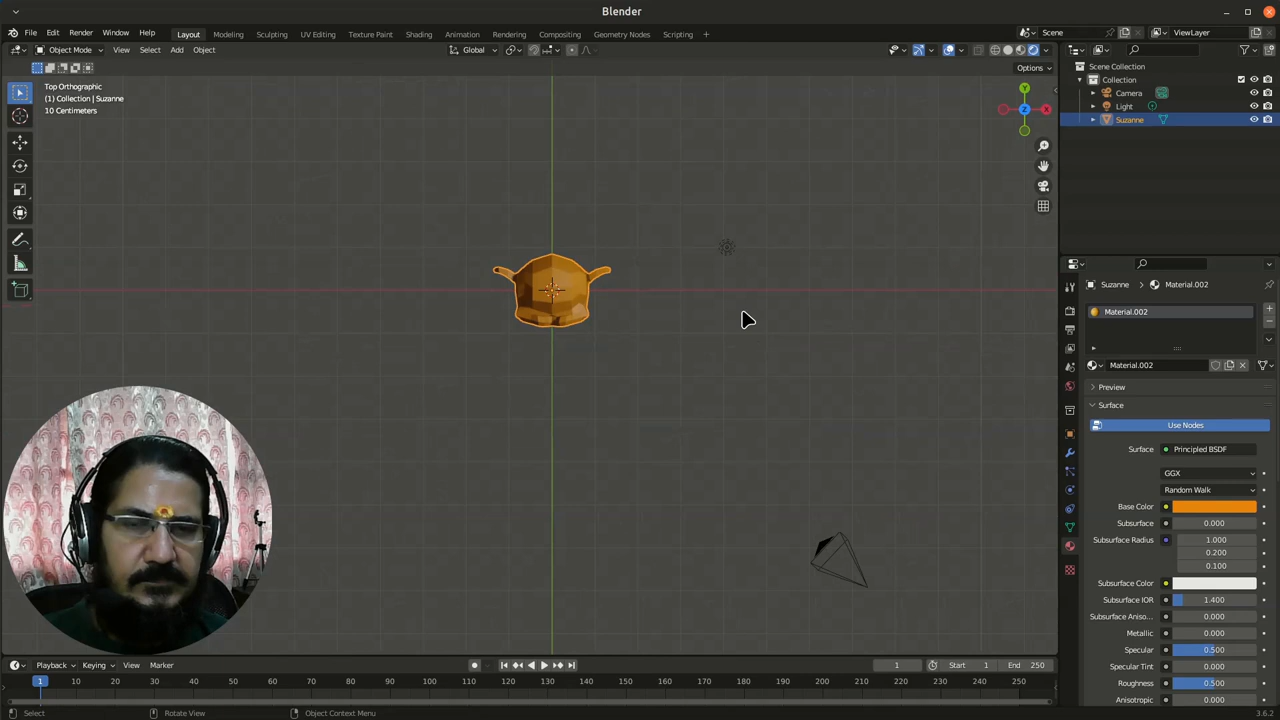 Blender
File Edit Render Window Help Layout Modeling Sculpting UV Editing Texture Paint Shading Animation Rendering Compositing Geometry Nodes Scripting + Scene ViewLayer
Object Mode View Select Add Object Global
Options
Top Orthographic
(1) Collection | Suzanne
10 Centimeters
Y
Z
X
Scene Collection
Collection
Camera
Light
Suzanne
Suzanne Material.002
Material.002
Material.002
Preview
Surface
Use Nodes
Surface Principled BSDF
GGX
Random Walk
Base Color
Subsurface 0.000
Subsurface Radius 1.000
0.200
0.100
Subsurface Color
Subsurface IOR 1.400
Subsurface Aniso... 0.000
Metallic 0.000
Specular 0.500
Specular Tint 0.000
Roughness 0.500
Anisotropic 0.000
Playback Keying View Marker 1 Start 1 End 250
1 10 20 30 40 50 60 70 80 90 100 110 120 130 140 150 160 170 180 190 200 210 220 230 240 250
Select Rotate View Object Context Menu 3.6.2